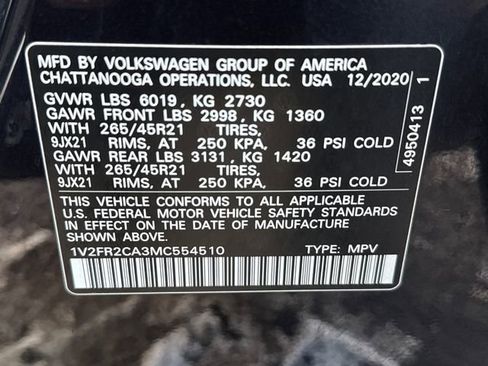 MFD BY VOLKSWAGEN GROUP OF AMERICA
CHATTANOOGA OPERATIONS, LLC. USA 12/2020
GVWR LBS 6019, KG 2730
GAWR FRONT LBS 2998, KG 1360
WITH 265/45R21 TIRES,
9JX21 RIMS, AT 250 KPA, 36 PSI COLD
GAWR REAR LBS 3131, KG 1420
WITH 265/45R21 TIRES,
9JX21 RIMS, AT 250 KPA, 36 PSI COLD
THIS VEHICLE CONFORMS TO ALL APPLICABLE
U.S. FEDERAL MOTOR VEHICLE SAFETY STANDARDS
IN EFFECT ON THE DATE OF MANUFACTURE
SHOWN ABOVE.
1V2FR2CA3MC554510 TYPE: MPV
4950413 1